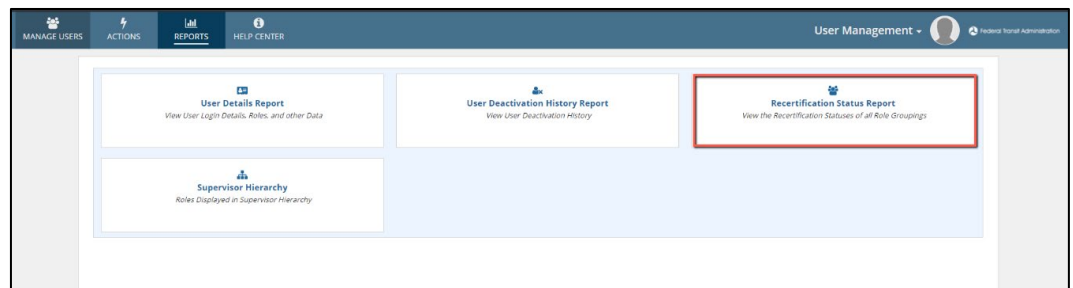 MANAGE USERS ACTIONS REPORTS HELP CENTER User Management Federal Transit Administration
User Details Report
View User Login Details, Roles, and other Data
User Deactivation History Report
View User Deactivation History
Recertification Status Report
View the Recertification Statuses of all Role Groupings
Supervisor Hierarchy
Roles Displayed in Supervisor Hierarchy